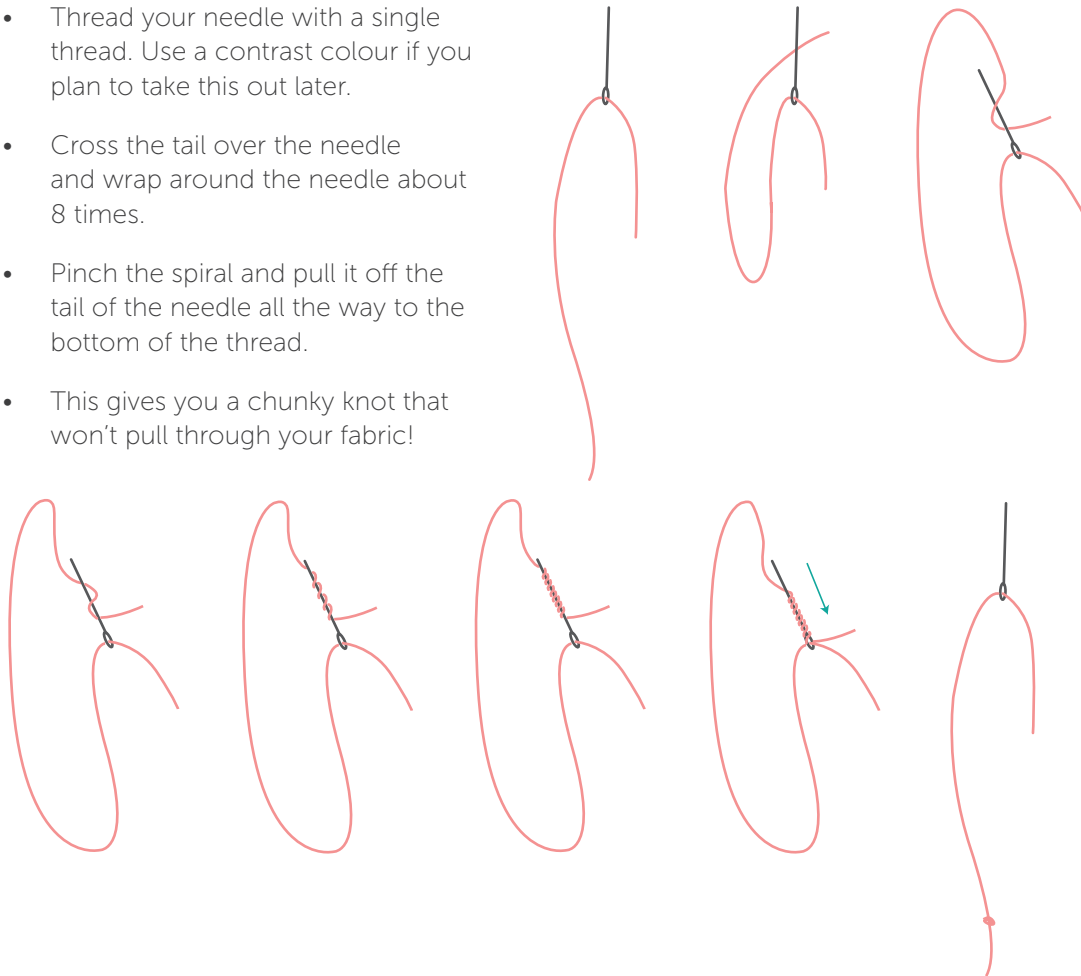 • Thread your needle with a single
thread. Use a contrast colour if you
plan to take this out later.
• Cross the tail over the needle
and wrap around the needle about
8 times.
• Pinch the spiral and pull it off the
tail of the needle all the way to the
bottom of the thread.
• This gives you a chunky knot that
won’t pull through your fabric!